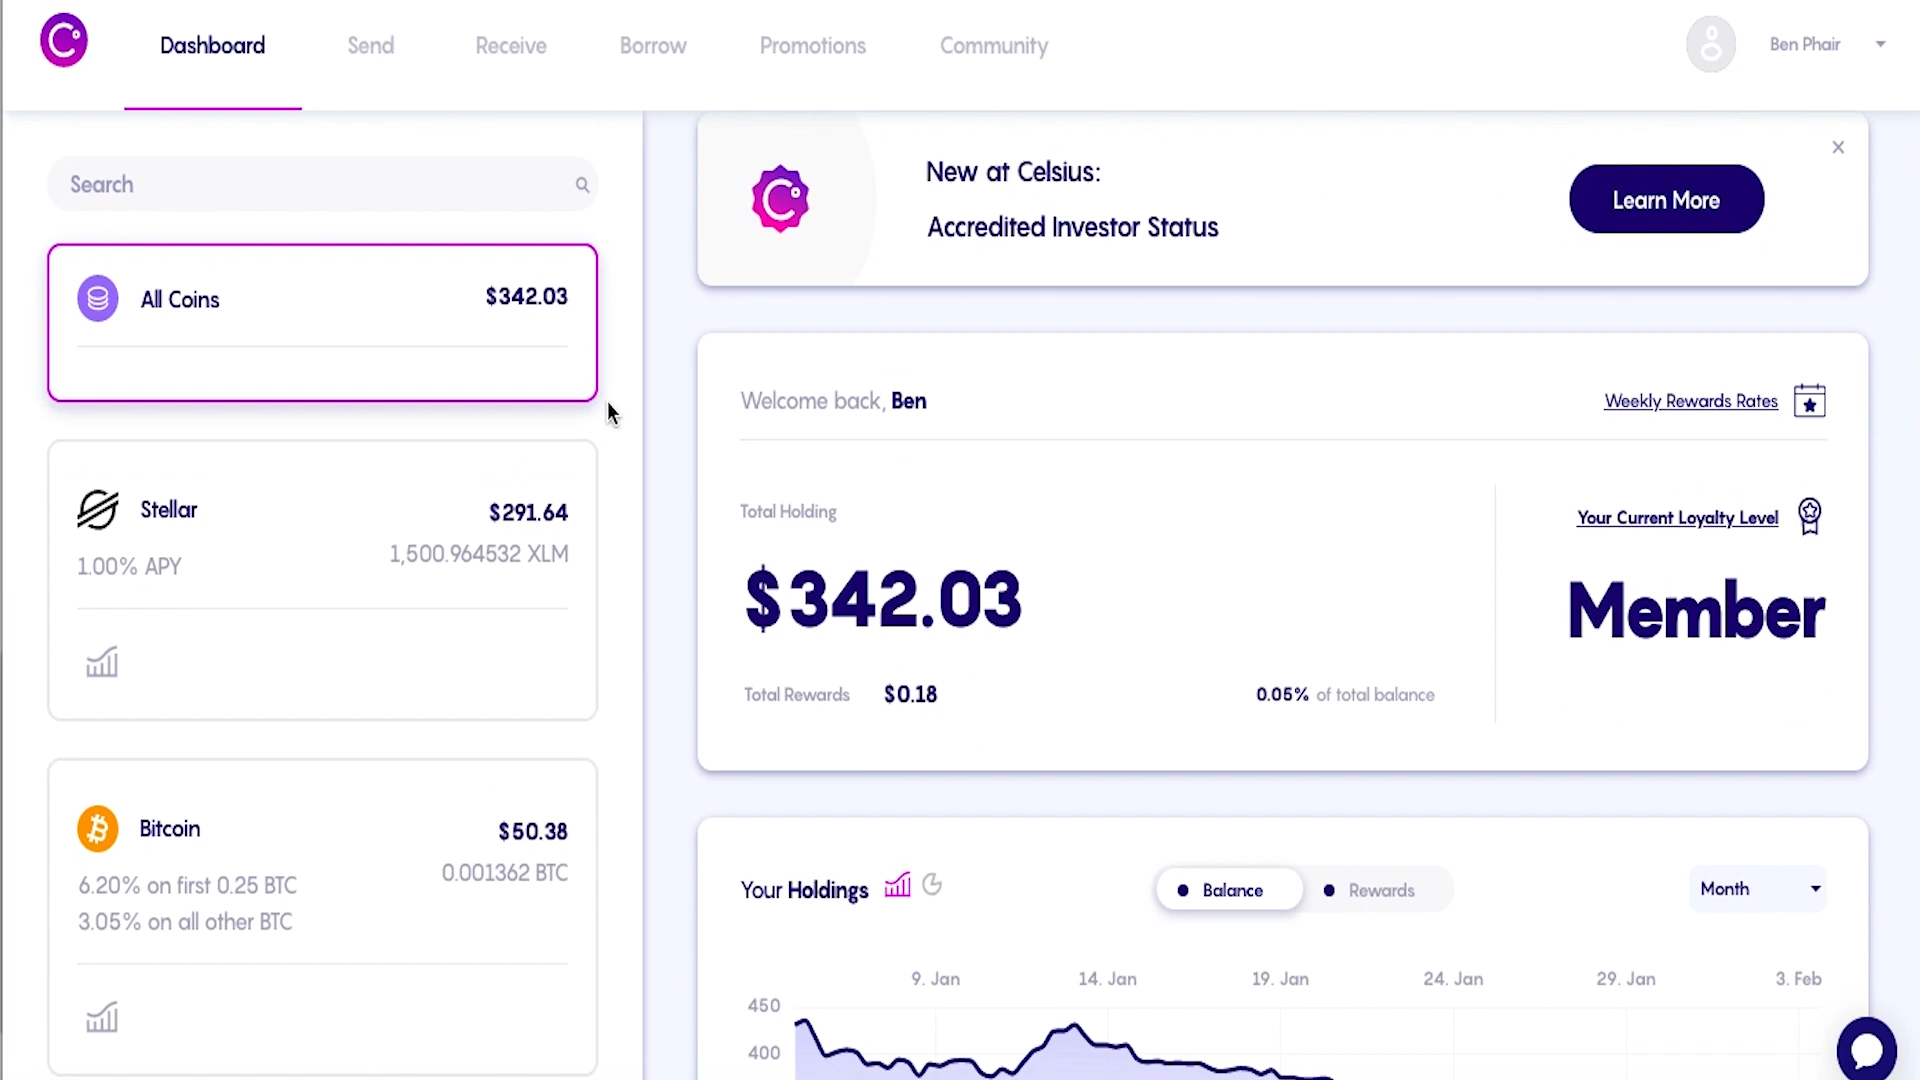 Dashboard
Send
Receive
Borrow
Promotions
Community
Ben Phair
Search
All Coins
$342.03
Stellar
$291.64
1.00% APY
1,500.964532 XLM
Bitcoin
$50.38
6.20% on first 0.25 BTC
0.001362 BTC
3.05% on all other BTC
New at Celsius:
Accredited Investor Status
Learn More
Welcome back, Ben
Weekly Rewards Rates
Total Holding
$342.03
Your Current Loyalty Level
Member
Total Rewards $0.18
0.05% of total balance
Your Holdings
Balance
Rewards
Month
9. Jan
14. Jan
19. Jan
24. Jan
29. Jan
3. Feb
450
400